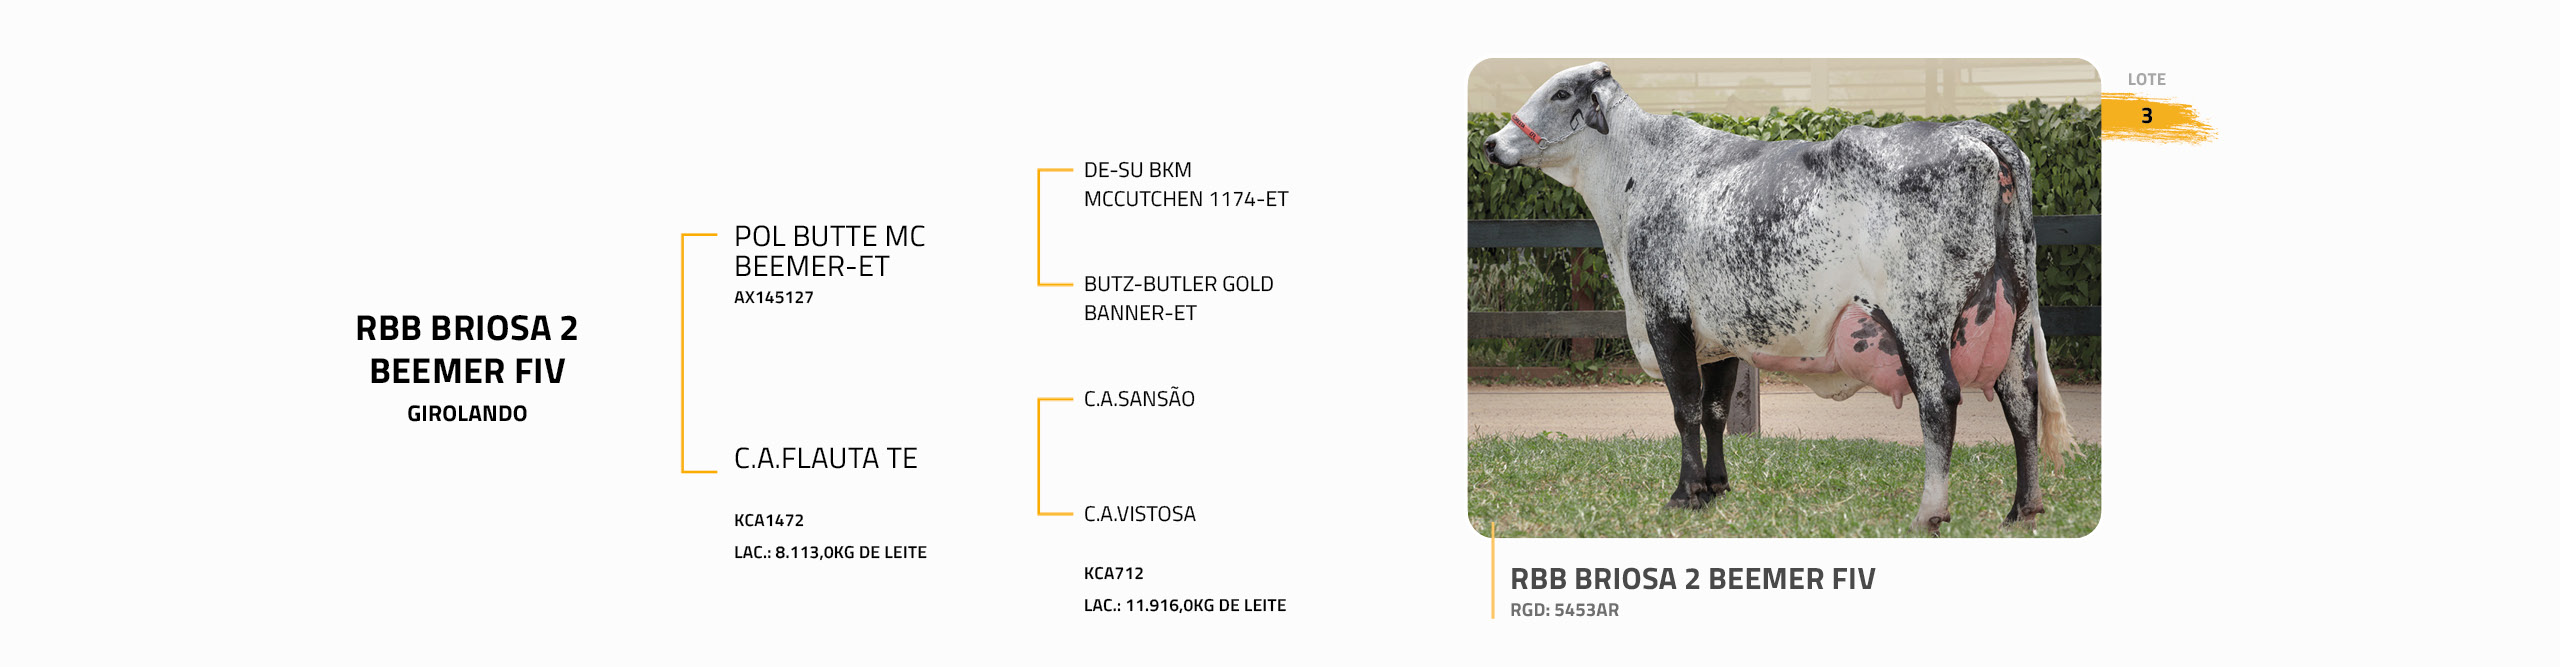 RBB BRIOSA 2
BEEMER FIV
GIROLANDO
POL BUTTE MC
BEEMER-ET
AX145127
C.A.FLAUTA TE
KCA1472
LAC.: 8.113,0KG DE LEITE
DE-SU BKM
MCCUTCHEN 1174-ET
BUTZ-BUTLER GOLD
BANNER-ET
C.A.SANSÃO
C.A.VISTOSA
KCA712
LAC.: 11.916,0KG DE LEITE
LOTE
3
RBB BRIOSA 2 BEEMER FIV
RGD: 5453AR